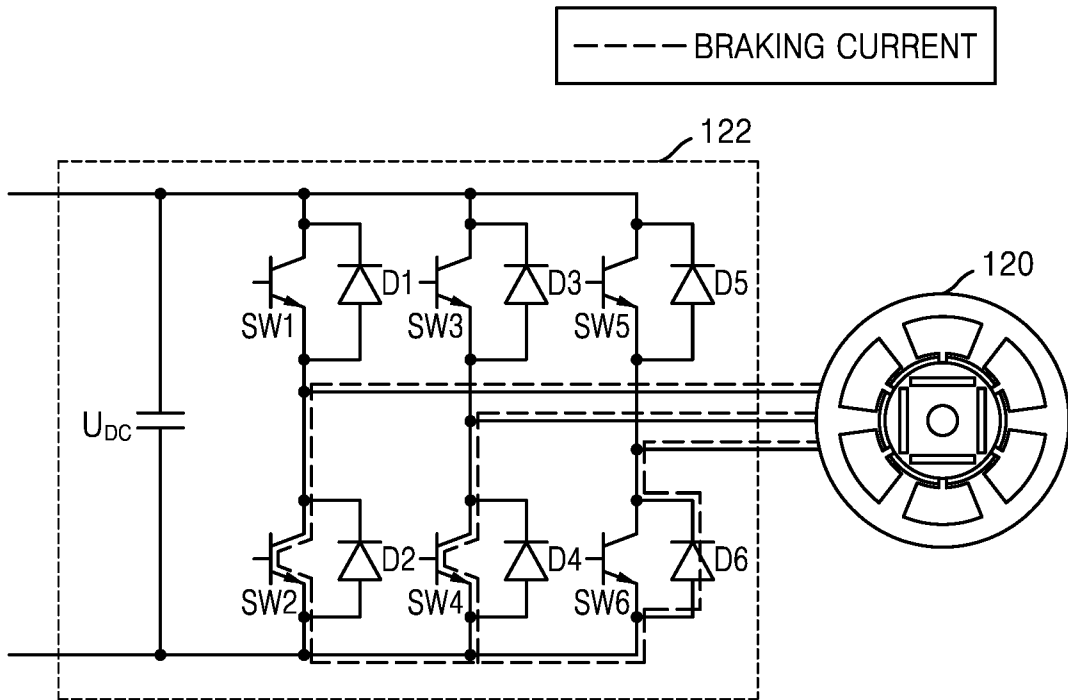 BRAKING CURRENT
122
120
D1
D3
D5
SW1
SW3
SW5
UDC
D2
D4
D6
SW2
SW4
SW6